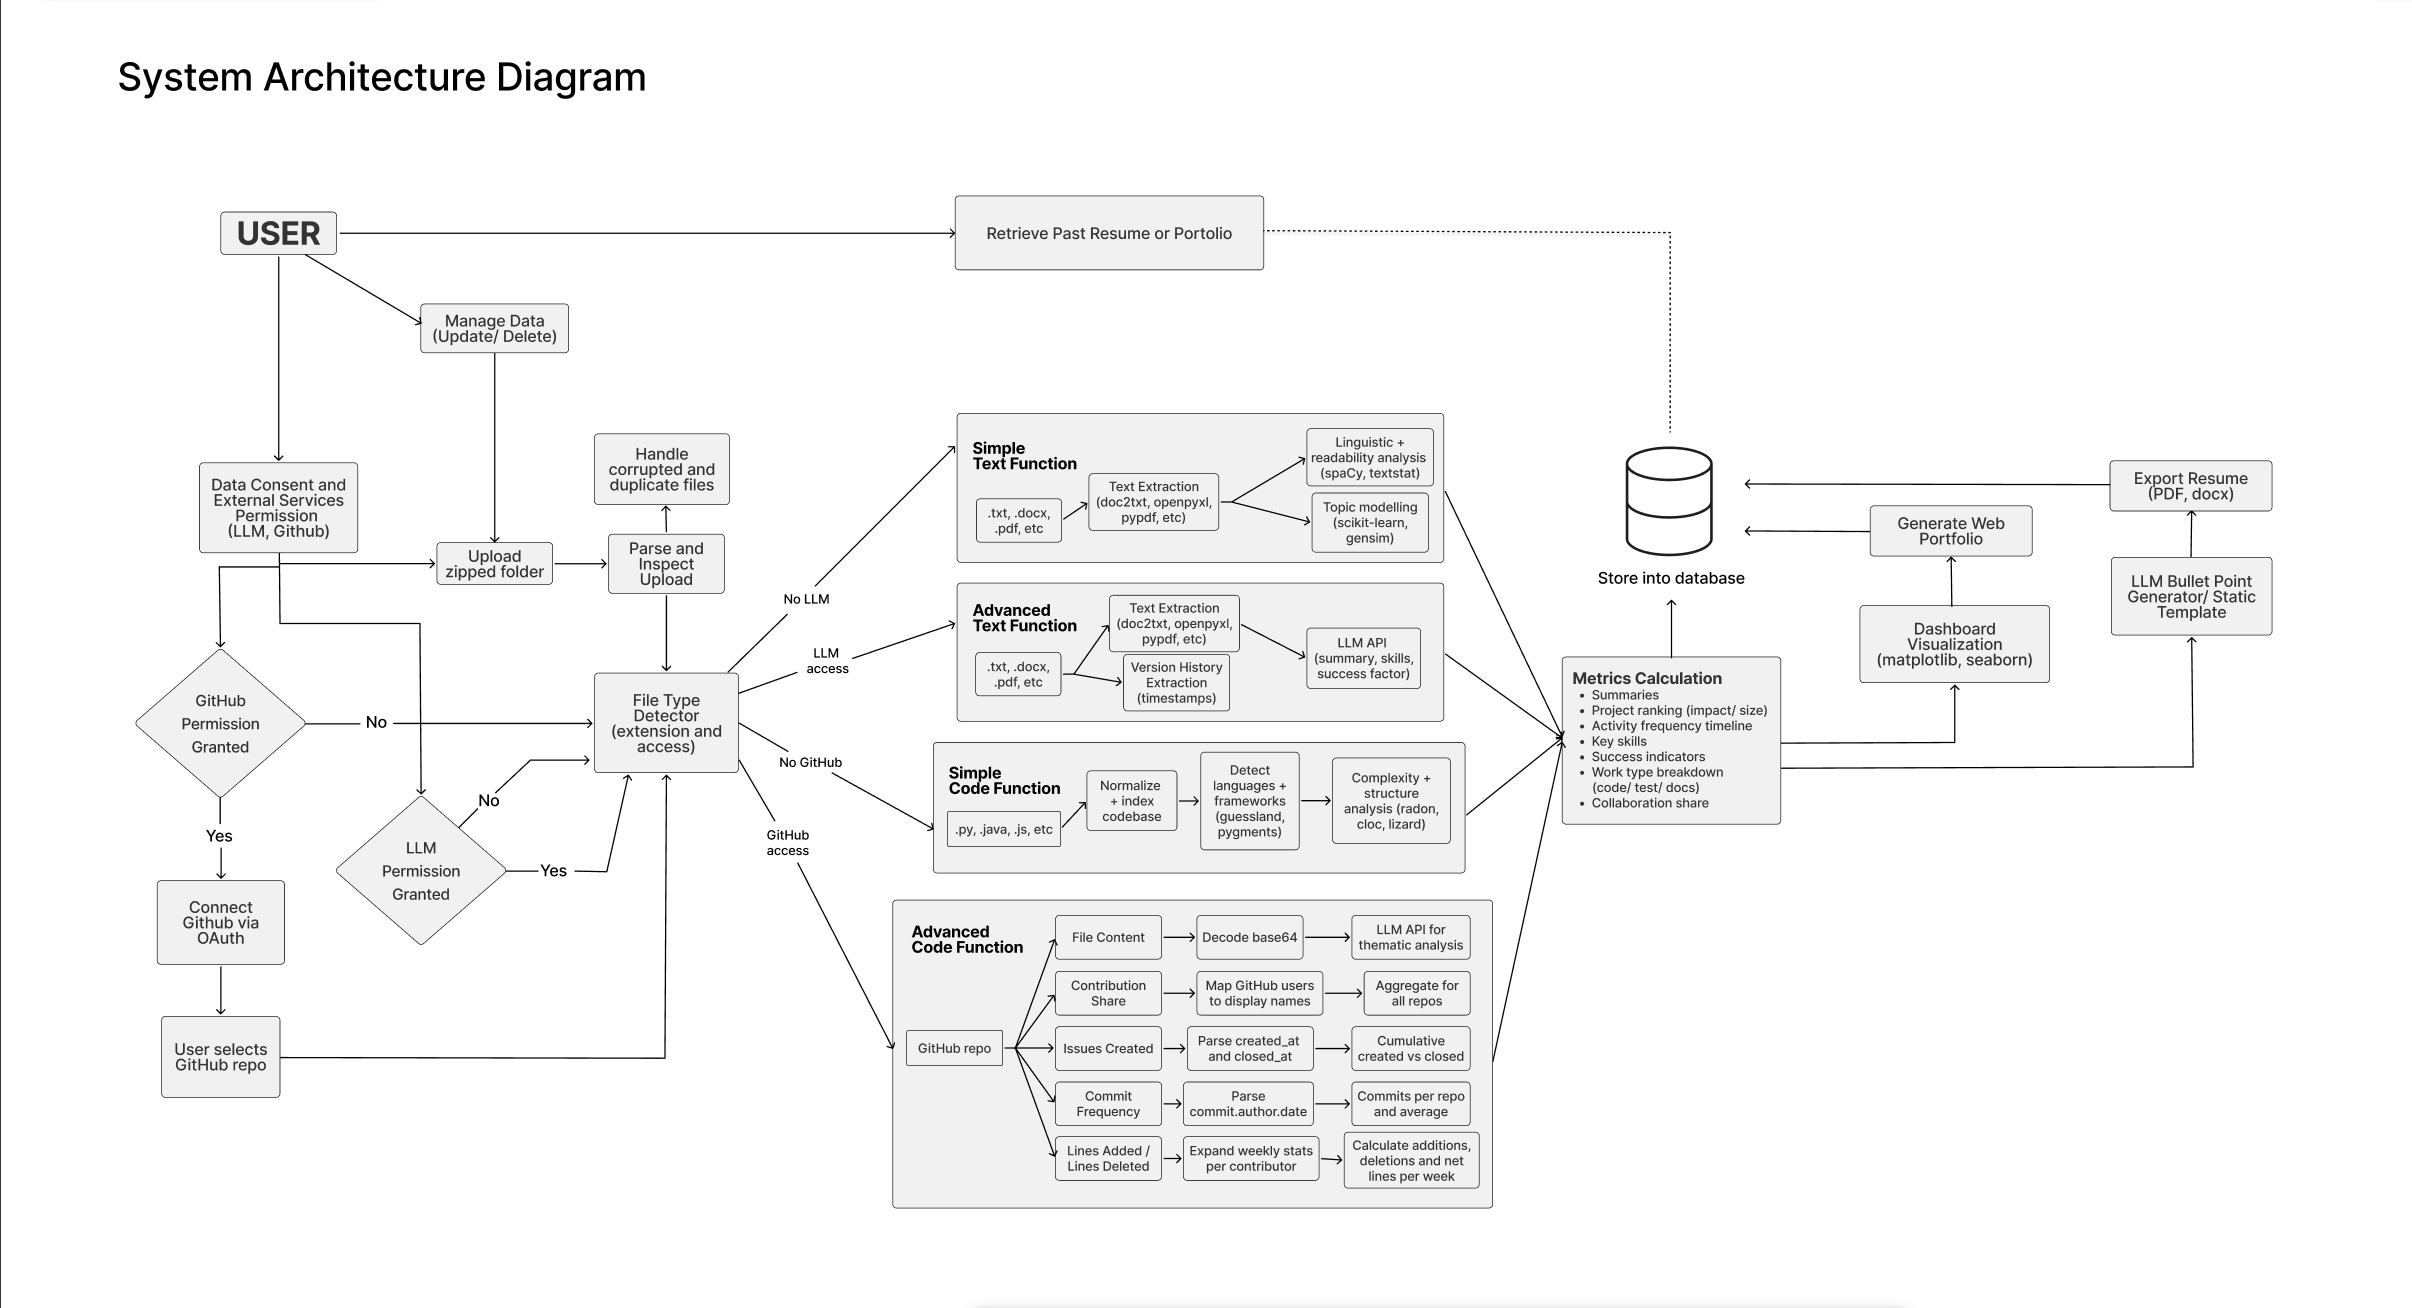 System Architecture Diagram
USER
Retrieve Past Resume or Portolio
Manage Data
(Update/ Delete)
Data Consent and
External Services
Permission
(LLM, Github)
Upload
zipped folder
Handle
corrupted and
duplicate files
Parse and
Inspect
Upload
GitHub
Permission
Granted
No
Yes
Connect
Github via
OAuth
User selects
GitHub repo
LLM
Permission
Granted
No
Yes
File Type
Detector
(extension and
access)
No LLM
LLM
access
No GitHub
GitHub
access
Simple
Text Function
.txt, .docx,
.pdf, etc
Text Extraction
(doc2txt, openpyxl,
pypdf, etc)
Linguistic +
readability analysis
(spaCy, textstat)
Topic modelling
(scikit-learn,
gensim)
Advanced
Text Function
.txt, .docx,
.pdf, etc
Text Extraction
(doc2txt, openpyxl,
pypdf, etc)
Version History
Extraction
(timestamps)
LLM API
(summary, skills,
success factor)
Simple
Code Function
.py, .java, .js, etc
Normalize
+ index
codebase
Detect
languages +
frameworks
(guessland,
pygments)
Complexity +
structure
analysis (radon,
cloc, lizard)
Advanced
Code Function
GitHub repo
File Content
Decode base64
LLM API for
thematic analysis
Contribution
Share
Map GitHub users
to display names
Aggregate for
all repos
Issues Created
Parse created_at
and closed_at
Cumulative
created vs closed
Commit
Frequency
Parse
commit.author.date
Commits per repo
and average
Lines Added /
Lines Deleted
Expand weekly stats
per contributor
Calculate additions,
deletions and net
lines per week
Store into database
Metrics Calculation
• Summaries
• Project ranking (impact/ size)
• Activity frequency timeline
• Key skills
• Success indicators
• Work type breakdown
(code/ test/ docs)
• Collaboration share
Generate Web
Portfolio
Dashboard
Visualization
(matplotlib, seaborn)
Export Resume
(PDF, docx)
LLM Bullet Point
Generator/ Static
Template